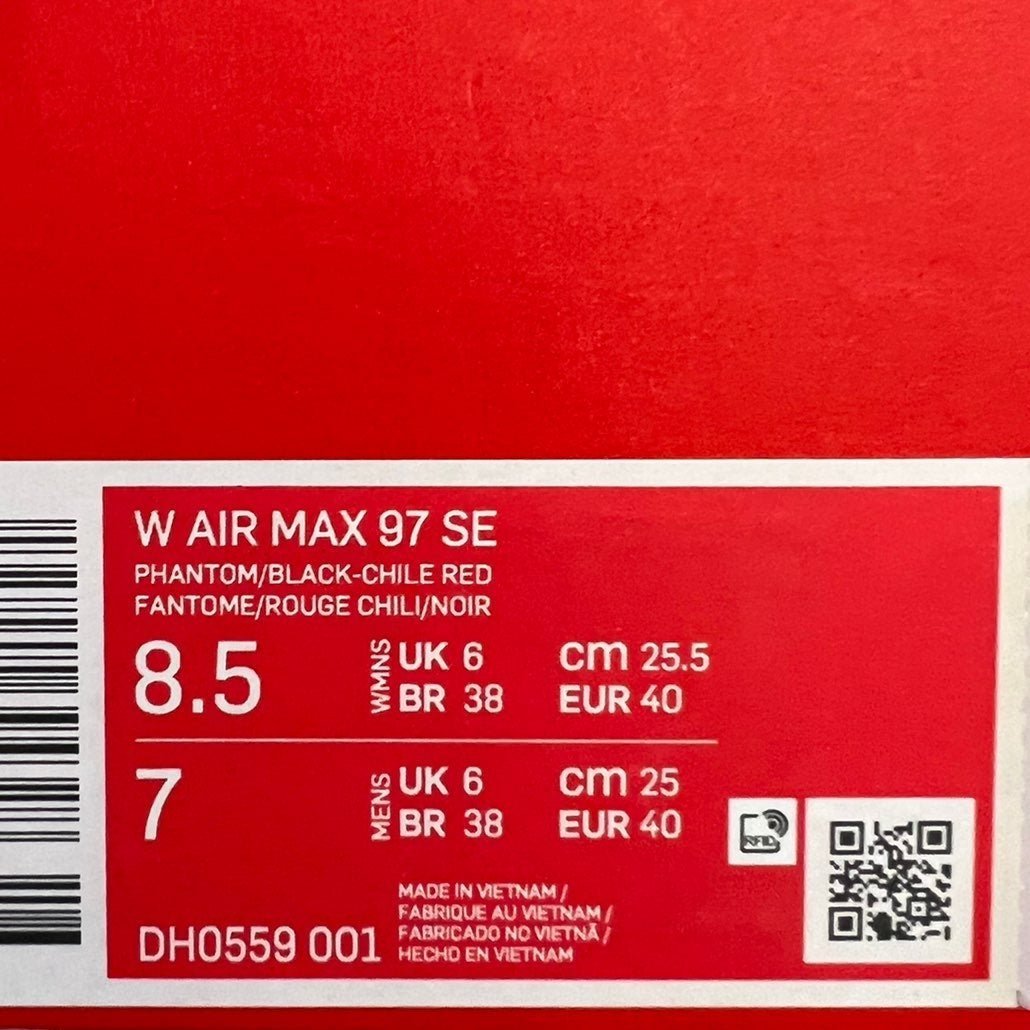 W AIR MAX 97 SE
PHANTOM/BLACK-CHILE RED
FANTOME/ROUGE CHILI/NOIR
8.5 WMNS UK 6 cm 25.5
BR 38 EUR 40
7 MENS UK 6 cm 25
BR 38 EUR 40
RFID
MADE IN VIETNAM /
FABRIQUE AU VIETNAM /
FABRICADO NO VIETNÃ /
HECHO EN VIETNAM
DH0559 001